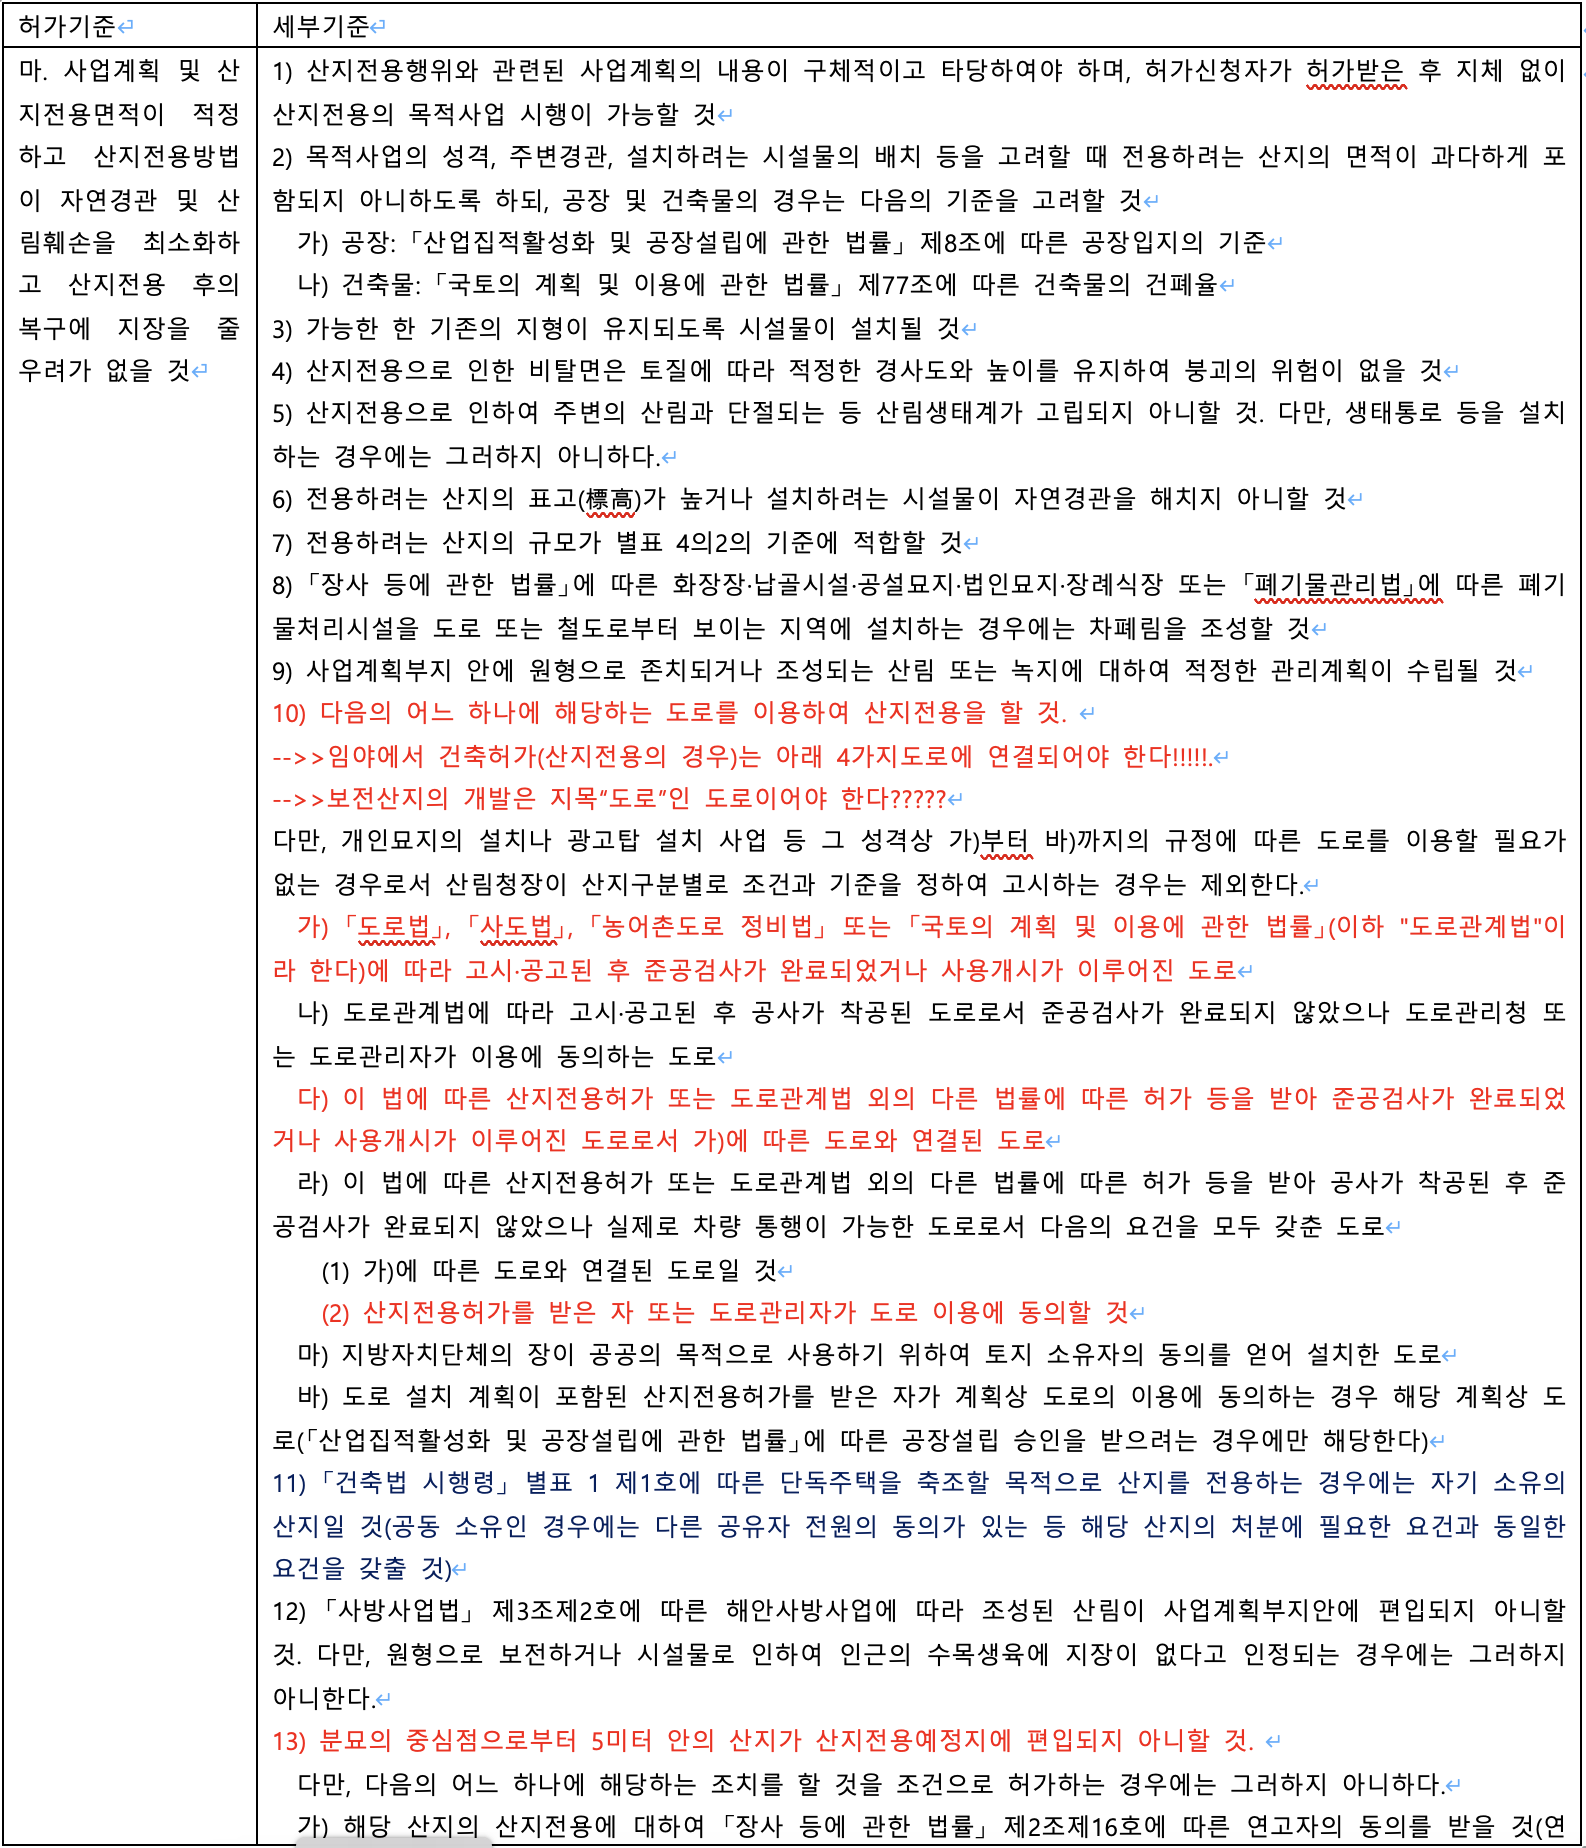 허가기준
세부기준
마. 사업계획 및 산
지전용면적이 적정
하고 산지전용방법
이 자연경관 및 산
림훼손을 최소화하
고 산지전용 후의
복구에 지장을 줄
우려가 없을 것
1) 산지전용행위와 관련된 사업계획의 내용이 구체적이고 타당하여야 하며, 허가신청자가 허가받은 후 지체 없이
산지전용의 목적사업 시행이 가능할 것
2) 목적사업의 성격, 주변경관, 설치하려는 시설물의 배치 등을 고려할 때 전용하려는 산지의 면적이 과다하게 포
함되지 아니하도록 하되, 공장 및 건축물의 경우는 다음의 기준을 고려할 것
가) 공장:「산업집적활성화 및 공장설립에 관한 법률」 제8조에 따른 공장입지의 기준
나) 건축물:「국토의 계획 및 이용에 관한 법률」 제77조에 따른 건축물의 건폐율
3) 가능한 한 기존의 지형이 유지되도록 시설물이 설치될 것
4) 산지전용으로 인한 비탈면은 토질에 따라 적정한 경사도와 높이를 유지하여 붕괴의 위험이 없을 것
5) 산지전용으로 인하여 주변의 산림과 단절되는 등 산림생태계가 고립되지 아니할 것. 다만, 생태통로 등을 설치
하는 경우에는 그러하지 아니하다.
6) 전용하려는 산지의 표고(標高)가 높거나 설치하려는 시설물이 자연경관을 해치지 아니할 것
7) 전용하려는 산지의 규모가 별표 4의2의 기준에 적합할 것
8)「장사 등에 관한 법률」에 따른 화장장·납골시설·공설묘지·법인묘지·장례식장 또는「폐기물관리법」에 따른 폐기
물처리시설을 도로 또는 철도로부터 보이는 지역에 설치하는 경우에는 차폐림을 조성할 것
9) 사업계획부지 안에 원형으로 존치되거나 조성되는 산림 또는 녹지에 대하여 적정한 관리계획이 수립될 것
10) 다음의 어느 하나에 해당하는 도로를 이용하여 산지전용을 할 것.
-->>임야에서 건축허가(산지전용의 경우)는 아래 4가지도로에 연결되어야 한다!!!!!.
-->>보전산지의 개발은 지목“도로”인 도로이어야 한다?????
다만, 개인묘지의 설치나 광고탑 설치 사업 등 그 성격상 가)부터 바)까지의 규정에 따른 도로를 이용할 필요가
없는 경우로서 산림청장이 산지구분별로 조건과 기준을 정하여 고시하는 경우는 제외한다.
가)「도로법」,「사도법」,「농어촌도로 정비법」 또는「국토의 계획 및 이용에 관한 법률」(이하 "도로관계법"이
라 한다)에 따라 고시·공고된 후 준공검사가 완료되었거나 사용개시가 이루어진 도로
나) 도로관계법에 따라 고시·공고된 후 공사가 착공된 도로로서 준공검사가 완료되지 않았으나 도로관리청 또
는 도로관리자가 이용에 동의하는 도로
다) 이 법에 따른 산지전용허가 또는 도로관계법 외의 다른 법률에 따른 허가 등을 받아 준공검사가 완료되었
거나 사용개시가 이루어진 도로로서 가)에 따른 도로와 연결된 도로
라) 이 법에 따른 산지전용허가 또는 도로관계법 외의 다른 법률에 따른 허가 등을 받아 공사가 착공된 후 준
공검사가 완료되지 않았으나 실제로 차량 통행이 가능한 도로로서 다음의 요건을 모두 갖춘 도로
(1) 가)에 따른 도로와 연결된 도로일 것
(2) 산지전용허가를 받은 자 또는 도로관리자가 도로 이용에 동의할 것
마) 지방자치단체의 장이 공공의 목적으로 사용하기 위하여 토지 소유자의 동의를 얻어 설치한 도로
바) 도로 설치 계획이 포함된 산지전용허가를 받은 자가 계획상 도로의 이용에 동의하는 경우 해당 계획상 도
로(「산업집적활성화 및 공장설립에 관한 법률」에 따른 공장설립 승인을 받으려는 경우에만 해당한다)
11)「건축법 시행령」 별표 1 제1호에 따른 단독주택을 축조할 목적으로 산지를 전용하는 경우에는 자기 소유의
산지일 것(공동 소유인 경우에는 다른 공유자 전원의 동의가 있는 등 해당 산지의 처분에 필요한 요건과 동일한
요건을 갖출 것)
12)「사방사업법」 제3조제2호에 따른 해안사방사업에 따라 조성된 산림이 사업계획부지안에 편입되지 아니할
것. 다만, 원형으로 보전하거나 시설물로 인하여 인근의 수목생육에 지장이 없다고 인정되는 경우에는 그러하지
아니한다.
13) 분묘의 중심점으로부터 5미터 안의 산지가 산지전용예정지에 편입되지 아니할 것.
다만, 다음의 어느 하나에 해당하는 조치를 할 것을 조건으로 허가하는 경우에는 그러하지 아니하다.
가) 해당 산지의 산지전용에 대하여「장사 등에 관한 법률」 제2조제16호에 따른 연고자의 동의를 받을 것(연